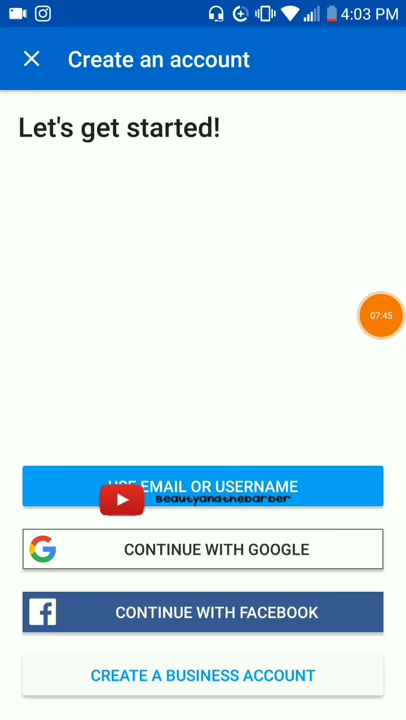 4:03 PM
Create an account
Let's get started!
07:45
USE EMAIL OR USERNAME
Beautyandthebarber
CONTINUE WITH GOOGLE
CONTINUE WITH FACEBOOK
CREATE A BUSINESS ACCOUNT